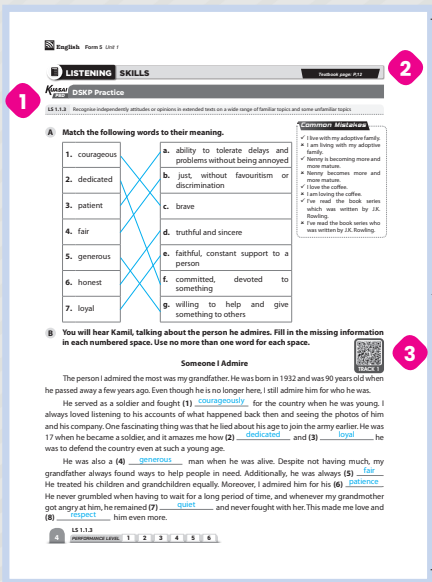 English Form 5 Unit 1
LISTENING SKILLS
Textbook page: P.12
2
1
KUASAI PBD DSKP Practice
LS 1.1.3 Recognise independently attitudes or opinions in extended texts on a wide range of familiar topics and some unfamiliar topics
A Match the following words to their meaning.
1. courageous
2. dedicated
3. patient
4. fair
5. generous
6. honest
7. loyal
a. ability to tolerate delays and
problems without being annoyed
b. just, without favouritism or
discrimination
c. brave
d. truthful and sincere
e. faithful, constant support to a
person
f. committed, devoted to
something
g. willing to help and give
something to others
Common Mistakes
✓ I live with my adoptive family.
× I am living with my adoptive
family.
✓ Nenny is becoming more and
more mature.
× Nenny becomes more and
more mature.
✓ I love the coffee.
× I am loving the coffee.
✓ I've read the book series
which was written by J.K.
Rowling.
× I've read the book series who
was written by J.K. Rowling.
B You will hear Kamil, talking about the person he admires. Fill in the missing information
in each numbered space. Use no more than one word for each space.
3
TRACK 1
Someone I Admire
The person I admired the most was my grandfather. He was born in 1932 and was 90 years old when
he passed away a few years ago. Even though he is no longer here, I still admire him for who he was.
He served as a soldier and fought (1) courageously for the country when he was young. I
always loved listening to his accounts of what happened back then and seeing the photos of him
and his company. One fascinating thing was that he lied about his age to join the army earlier. He was
17 when he became a soldier, and it amazes me how (2) dedicated and (3) loyal he
was to defend the country even at such a young age.
He was also a (4) generous man when he was alive. Despite not having much, my
grandfather always found ways to help people in need. Additionally, he was always (5) fair
He treated his children and grandchildren equally. Moreover, I admired him for his (6) patience
He never grumbled when having to wait for a long period of time, and whenever my grandmother
got angry at him, he remained (7) quiet and never fought with her. This made me love and
(8) respect him even more.
4
LS 1.1.3
PERFORMANCE LEVEL 1 2 3 4 5 6